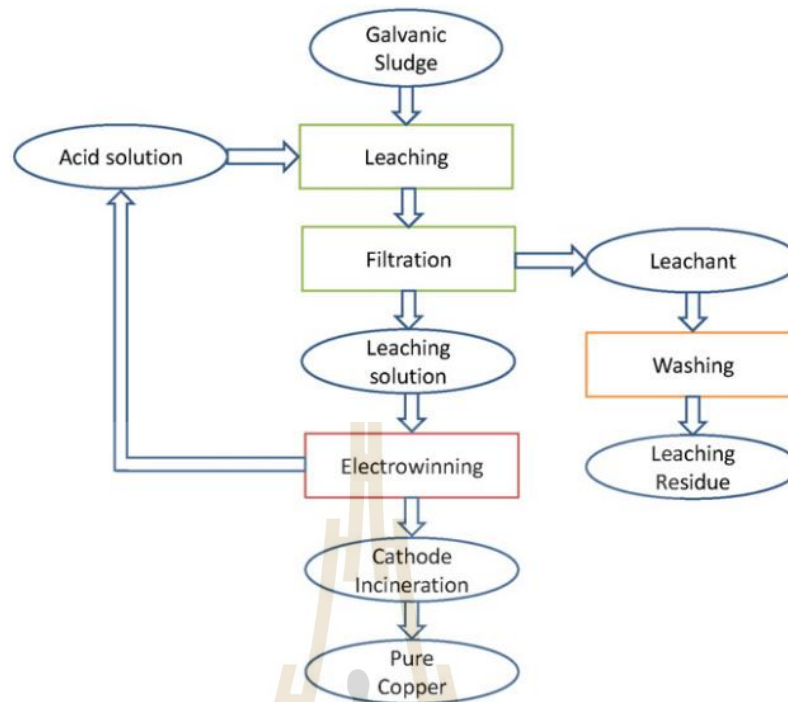 Galvanic
Sludge
Acid solution
Leaching
Filtration
Leachant
Leaching
solution
Washing
Electrowinning
Leaching
Residue
Cathode
Incineration
Pure
Copper